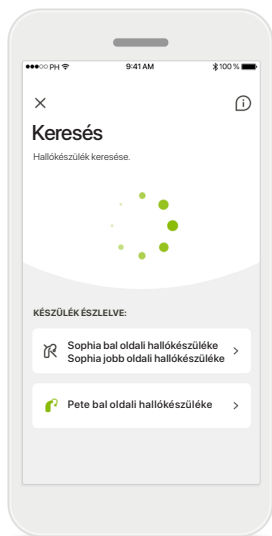 PH 9:41 AM 100 %
Keresés
Hallókészülék keresése.
KÉSZÜLÉK ÉSZLELVE:
Sophia bal oldali hallókészüléke
Sophia jobb oldali hallókészüléke
Pete bal oldali hallókészüléke